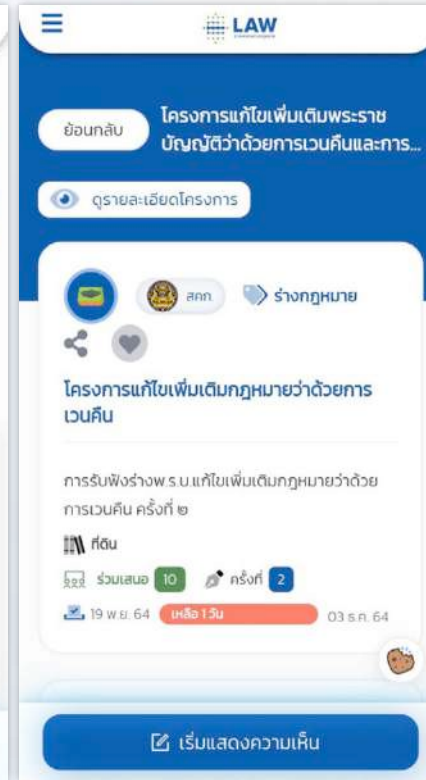 LAW
ย้อนกลับ
โครงการแก้ไขเพิ่มเติมพระราช
บัญญัติว่าด้วยการเวนคืนและการ...
ดูรายละเอียดโครงการ
สคก.
ร่างกฎหมาย
โครงการแก้ไขเพิ่มเติมกฎหมายว่าด้วยการ
เวนคืน
การรับฟังร่างพ.ร.บ.แก้ไขเพิ่มเติมกฎหมายว่าด้วย
การเวนคืน ครั้งที่ ๒
ที่ดิน
ร่วมเสนอ 10 ครั้งที่ 2
19 พ.ย. 64 เหลือ 1 วัน 03 ธ.ค. 64
เริ่มแสดงความเห็น